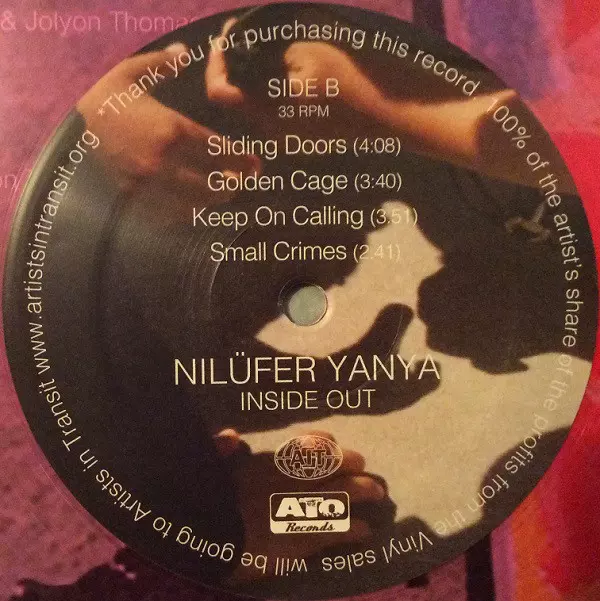 & Jolyon Thomas
*Thank you for purchasing this record 100% of the artist's share of the profits from the Vinyl sales will be going to Artists in Transit www.artistsintransit.org
SIDE B
33 RPM
Sliding Doors (4:08)
Golden Cage (3:40)
Keep On Calling (3.51)
Small Crimes (2.41)
NILÜFER YANYA
INSIDE OUT
AIT
ATO
Records